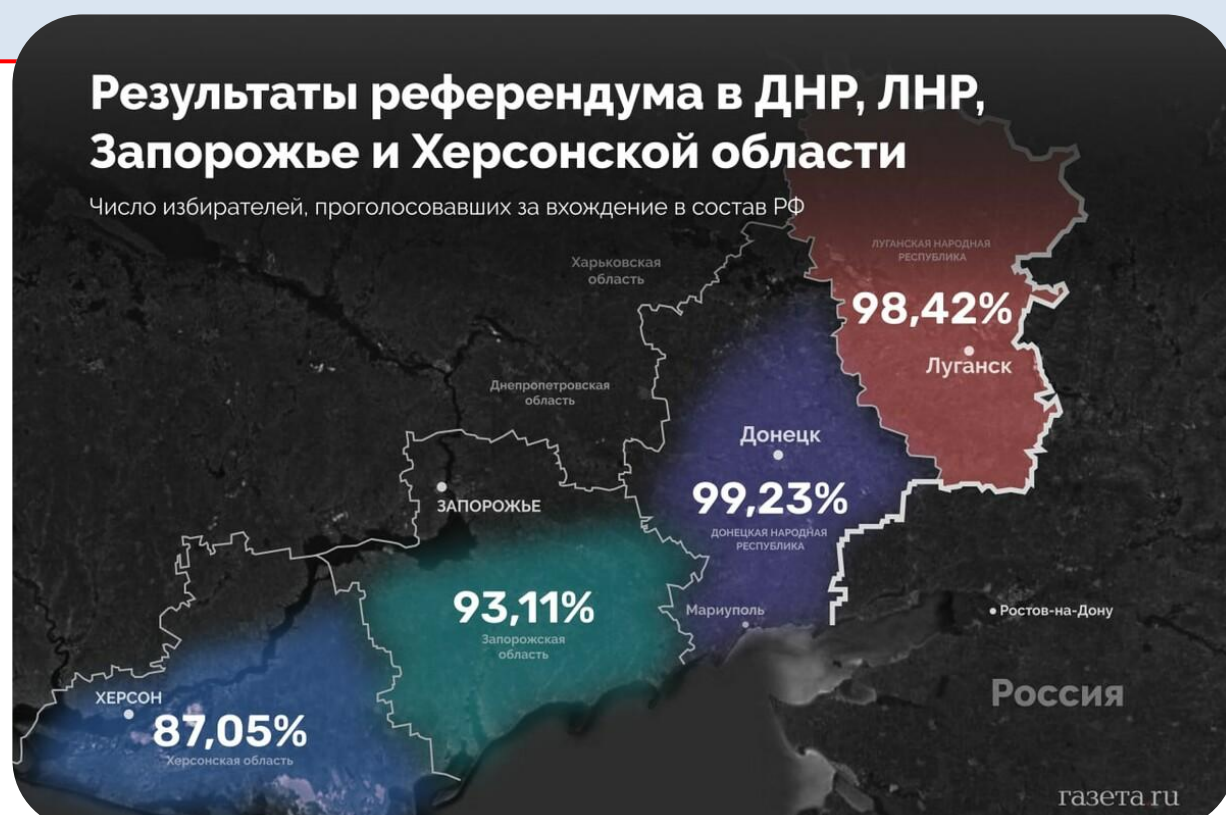 Результаты референдума в ДНР, ЛНР,
Запорожье и Херсонской области
Число избирателей, проголосовавших за вхождение в состав РФ
ЛУГАНСКАЯ НАРОДНАЯ
РЕСПУБЛИКА
98,42%
Луганск
Харьковская
область
Днепропетровская
область
Донецк
99,23%
ДОНЕЦКАЯ НАРОДНАЯ
РЕСПУБЛИКА
ЗАПОРОЖЬЕ
93,11%
Запорожская
область
Мариуполь
Ростов-на-Дону
Россия
ХЕРСОН
87,05%
Херсонская область
газета.ru